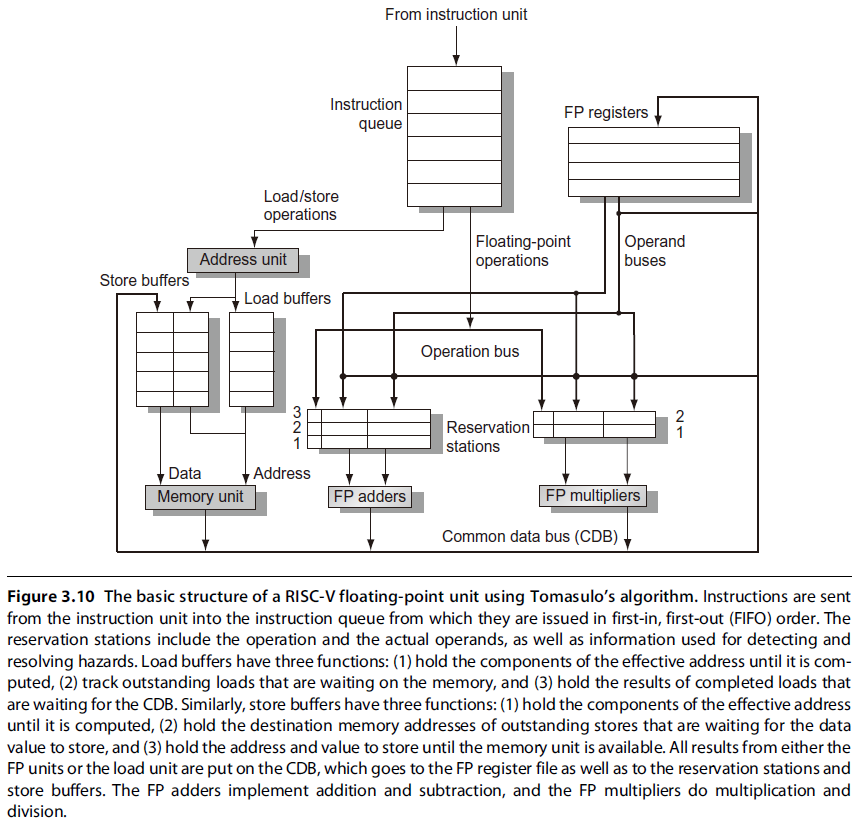 From instruction unit
Instruction
queue
FP registers
Load/store
operations
Floating-point
operations
Operand
buses
Address unit
Store buffers
Load buffers
Operation bus
3
2
1
Reservation
stations
2
1
Data
Address
Memory unit
FP adders
FP multipliers
Common data bus (CDB)
Figure 3.10 The basic structure of a RISC-V floating-point unit using Tomasulo's algorithm. Instructions are sent
from the instruction unit into the instruction queue from which they are issued in first-in, first-out (FIFO) order. The
reservation stations include the operation and the actual operands, as well as information used for detecting and
resolving hazards. Load buffers have three functions: (1) hold the components of the effective address until it is com-
puted, (2) track outstanding loads that are waiting on the memory, and (3) hold the results of completed loads that
are waiting for the CDB. Similarly, store buffers have three functions: (1) hold the components of the effective address
until it is computed, (2) hold the destination memory addresses of outstanding stores that are waiting for the data
value to store, and (3) hold the address and value to store until the memory unit is available. All results from either the
FP units or the load unit are put on the CDB, which goes to the FP register file as well as to the reservation stations and
store buffers. The FP adders implement addition and subtraction, and the FP multipliers do multiplication and
division.